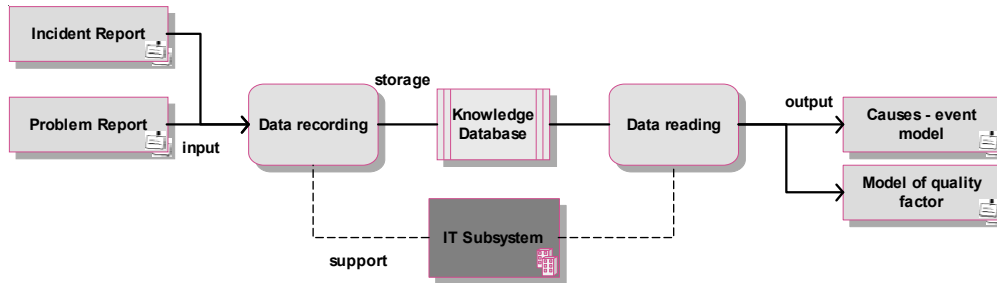 Incident Report
Problem Report
input
Data recording
storage
Knowledge
Database
Data reading
output
Causes - event
model
Model of quality
factor
IT Subsystem
support